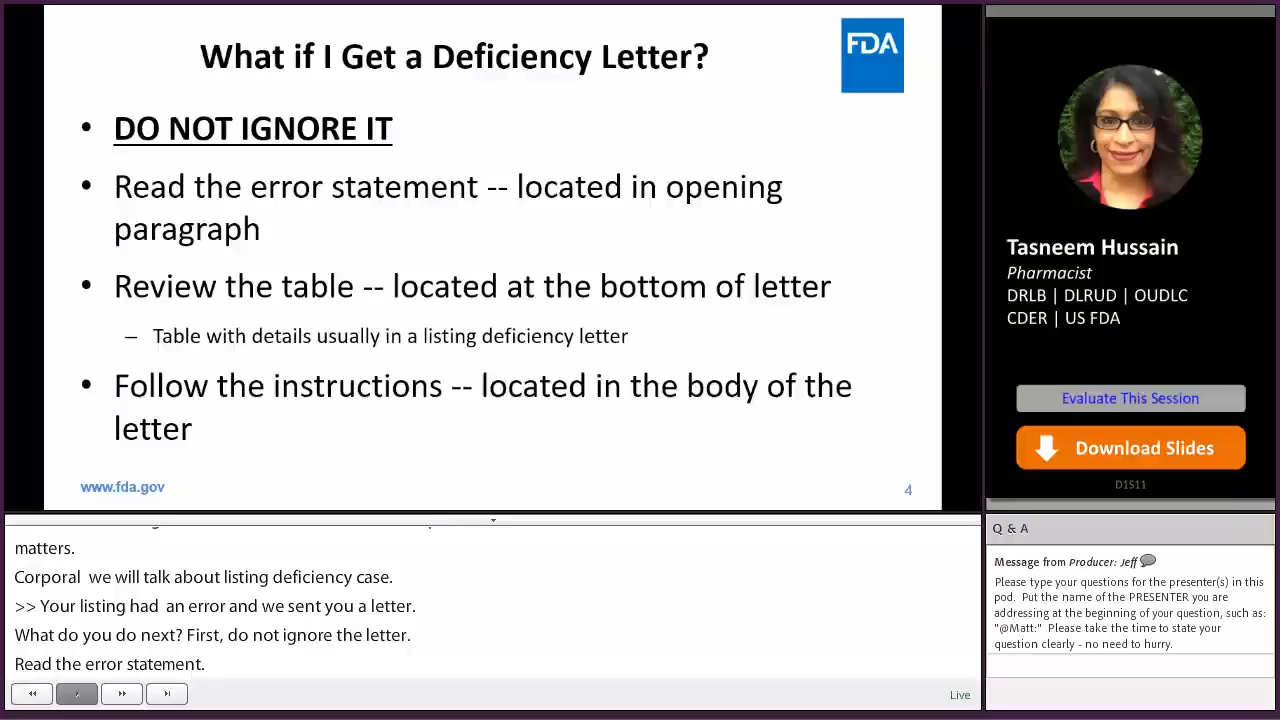 What if I Get a Deficiency Letter?
FDA
• DO NOT IGNORE IT
• Read the error statement -- located in opening
paragraph
• Review the table -- located at the bottom of letter
– Table with details usually in a listing deficiency letter
• Follow the instructions -- located in the body of the
letter
www.fda.gov
4
Tasneem Hussain
Pharmacist
DRLB | DLRUD | OUDLC
CDER | US FDA
Evaluate This Session
Download Slides
D1S11
matters.
Corporal we will talk about listing deficiency case.
>> Your listing had an error and we sent you a letter.
What do you do next? First, do not ignore the letter.
Read the error statement.
Live
Q & A
Message from Producer: Jeff
Please type your questions for the presenter(s) in this
pod. Put the name of the PRESENTER you are
addressing at the beginning of your question, such as:
"@Matt:" Please take the time to state your
question clearly - no need to hurry.